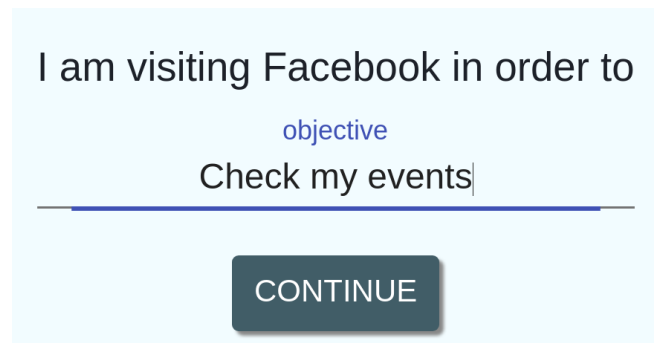 I am visiting Facebook in order to
objective
Check my events
CONTINUE